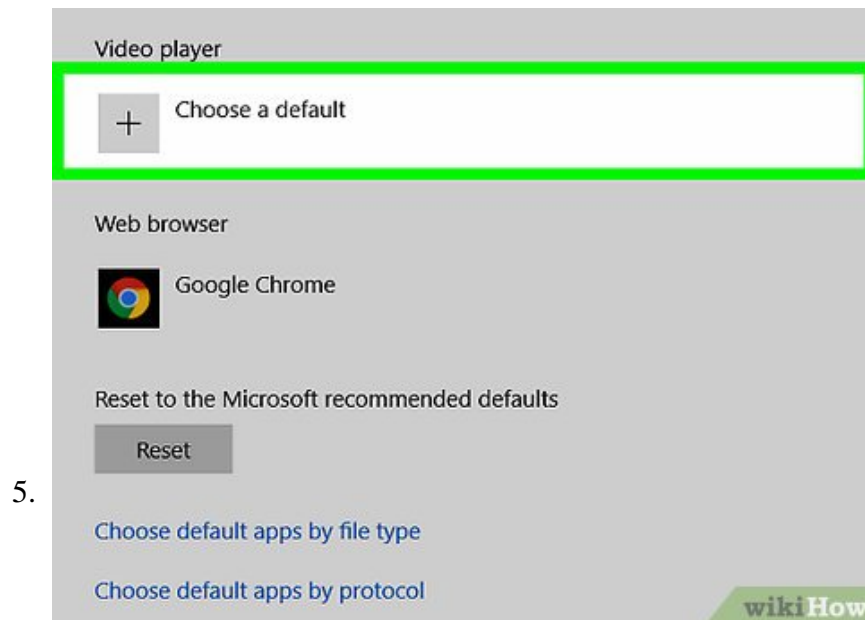 Video player
+ Choose a default
Web browser
Google Chrome
Reset to the Microsoft recommended defaults
Reset
5.
Choose default apps by file type
Choose default apps by protocol
wikiHow